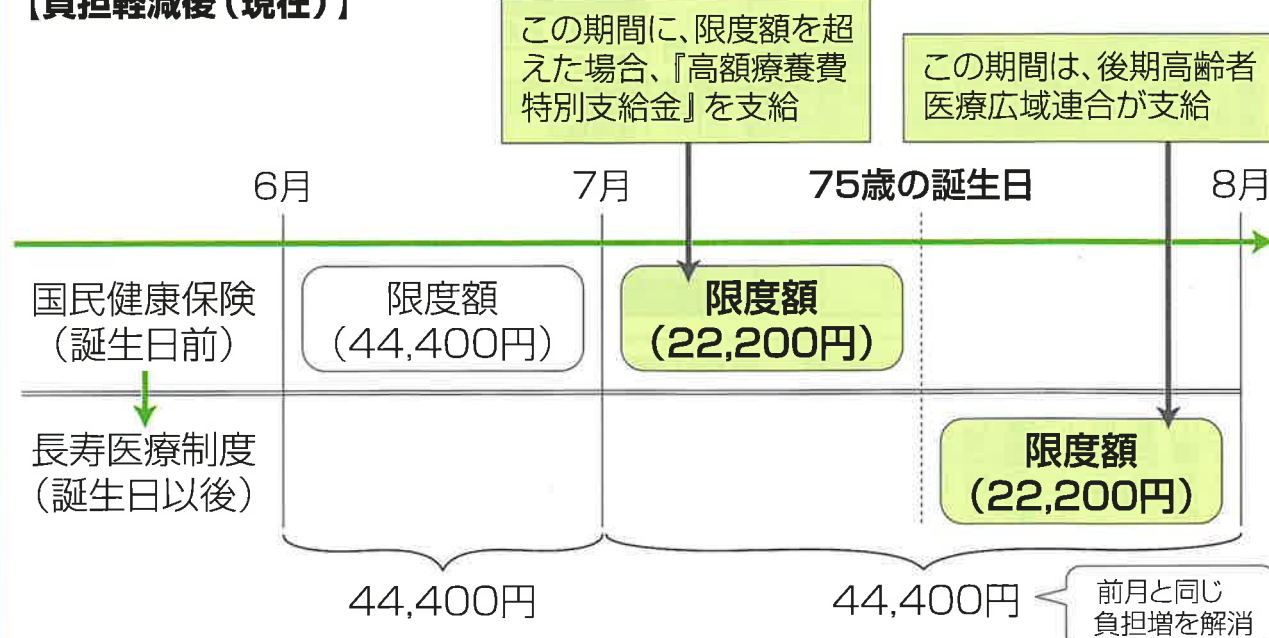 【負担軽減後（現在）】
この期間に、限度額を超
えた場合、『高額療養費
特別支給金』を支給
この期間は、後期高齢者
医療広域連合が支給
6月
7月
75歳の誕生日
8月
国民健康保険
（誕生日前）
限度額
（44,400円）
限度額
（22,200円）
長寿医療制度
（誕生日以後）
限度額
（22,200円）
44,400円
44,400円
前月と同じ
負担増を解消